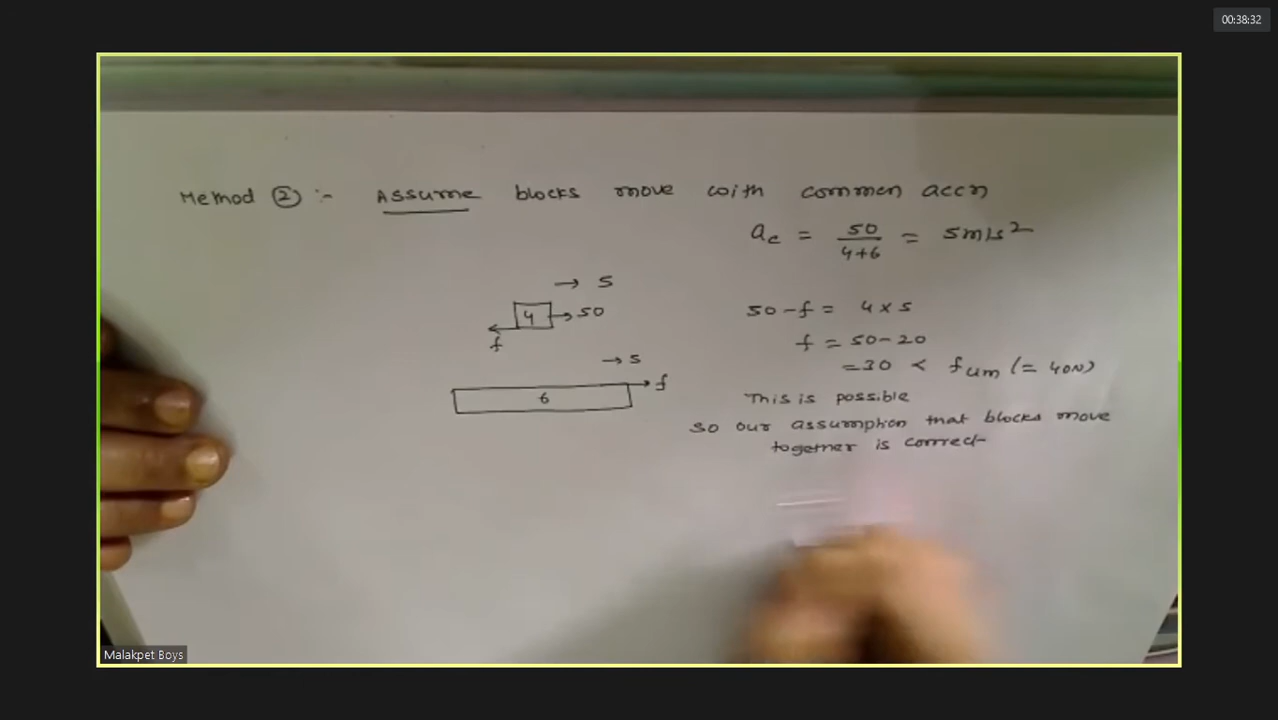 00:38:32
Memod ② :- Assume blocks move with common accn
ac = 50/4+6 = 5m/s²
→ 5
4 → 50
f
50-f = 4×5
f = 50-20
=30 < fum (= 40N)
→ 5
f
6
This is possible
so our assumption that blocks move
together is correct
Malakpet Boys